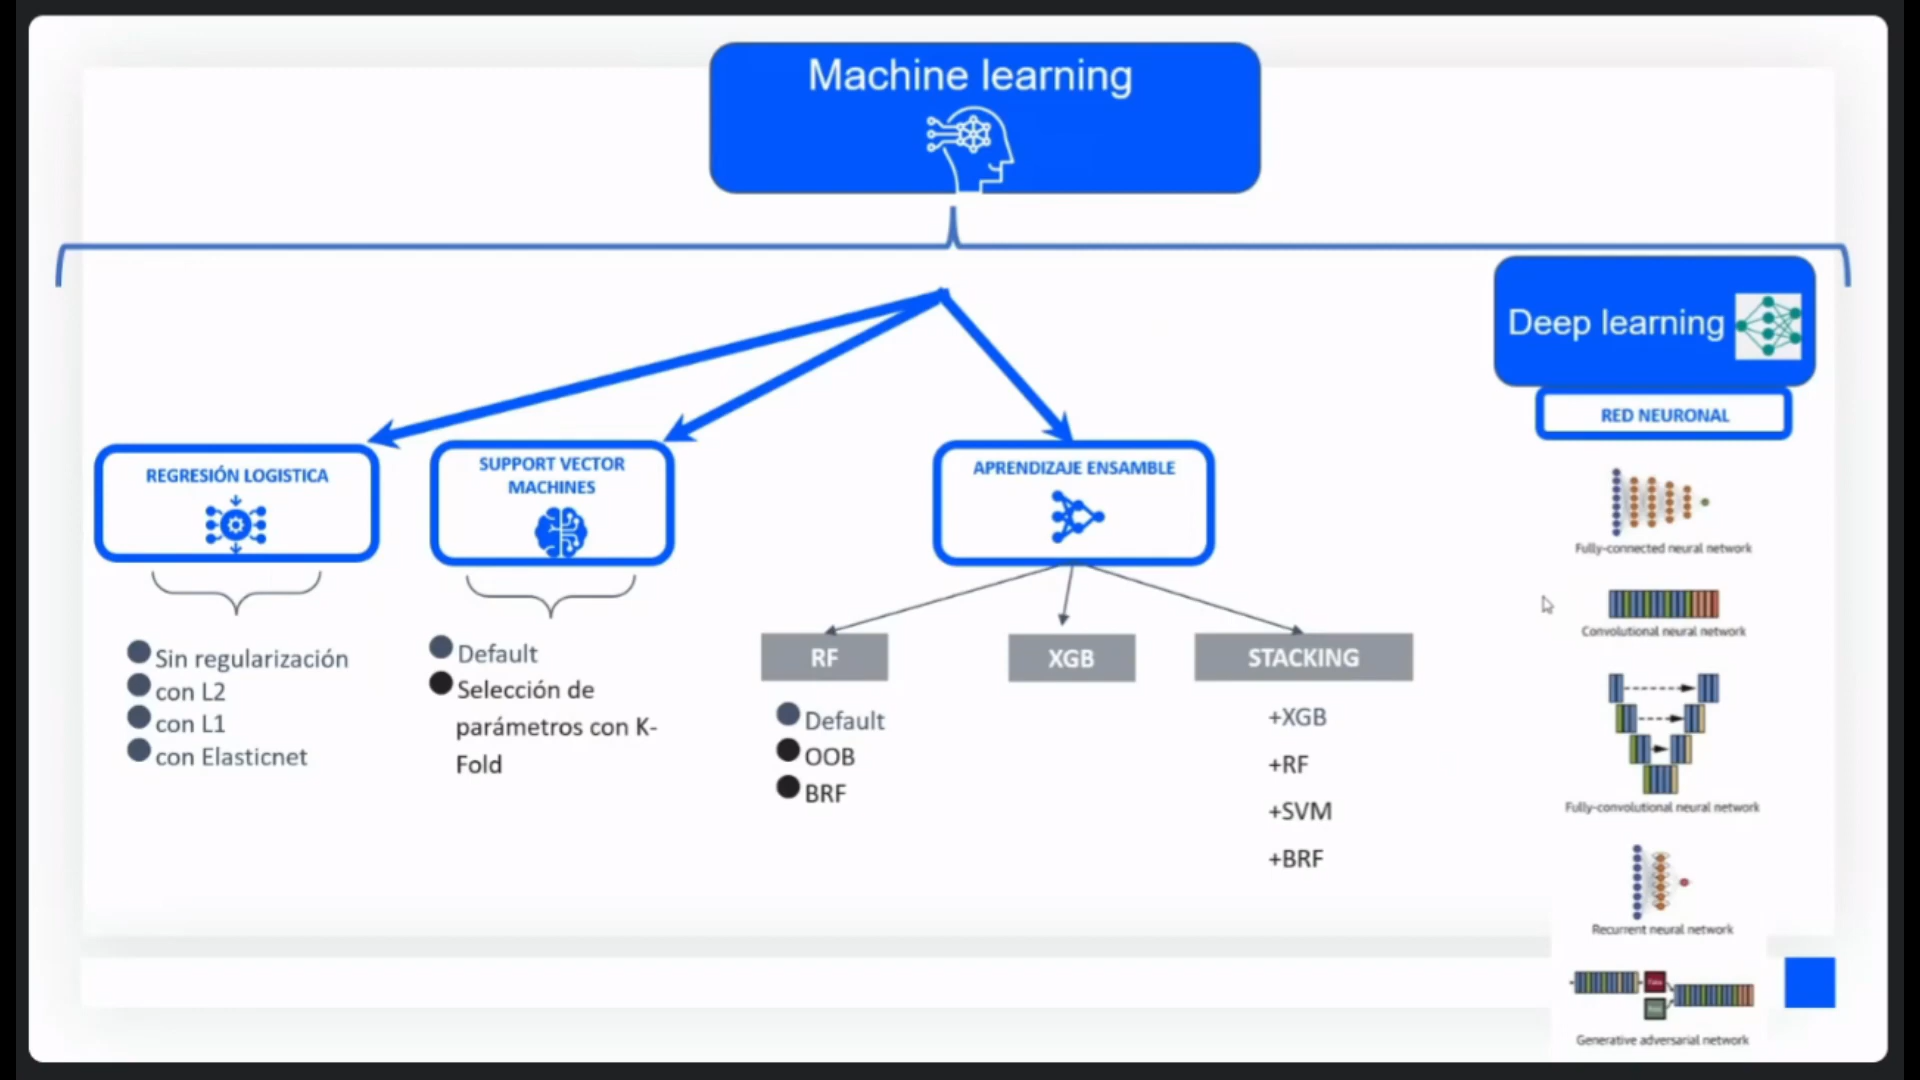 Machine learning
Deep learning
RED NEURONAL
REGRESIÓN LOGISTICA
SUPPORT VECTOR
MACHINES
APRENDIZAJE ENSAMBLE
Sin regularización
con L2
con L1
con Elasticnet
Default
Selección de
parámetros con K-
Fold
RF
Default
OOB
BRF
XGB
STACKING
+XGB
+RF
+SVM
+BRF
Fully-connected neural network
Convolutional neural network
Fully-convolutional neural network
Recurrent neural network
Generative adversarial network